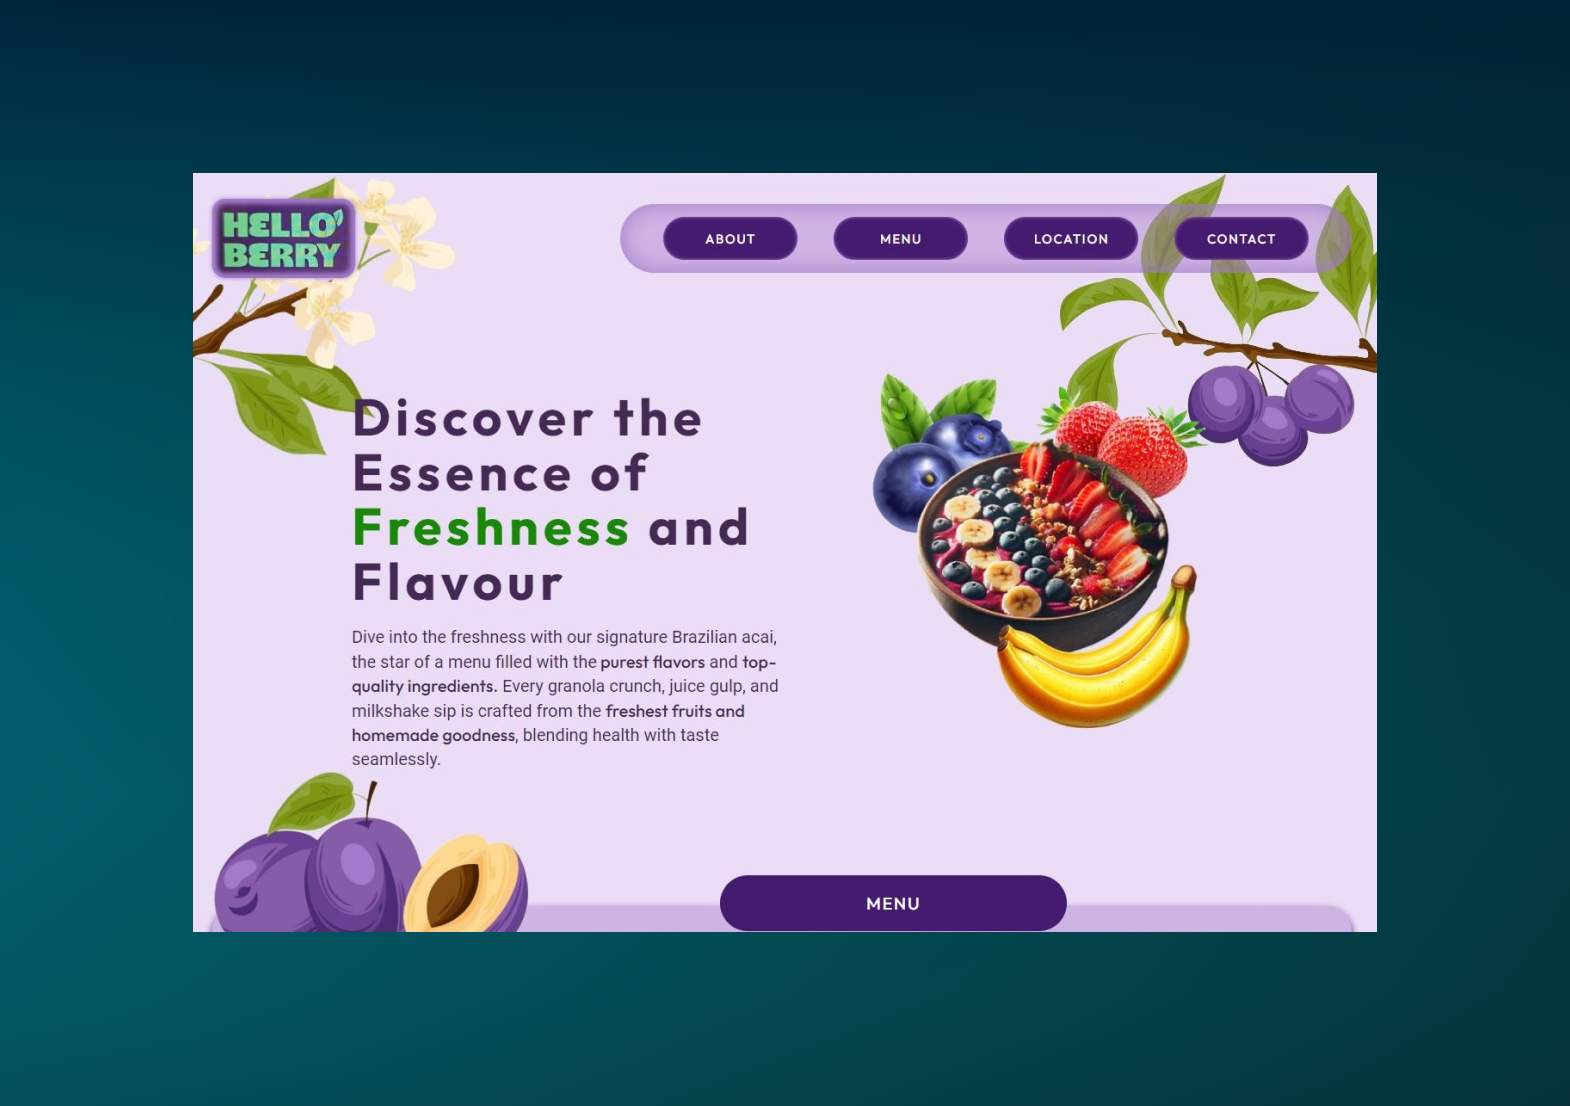 HELLO
BERRY
ABOUT
MENU
LOCATION
CONTACT
Discover the
Essence of
Freshness and
Flavour
Dive into the freshness with our signature Brazilian acai,
the star of a menu filled with the purest flavors and top-
quality ingredients. Every granola crunch, juice gulp, and
milkshake sip is crafted from the freshest fruits and
homemade goodness, blending health with taste
seamlessly.
MENU